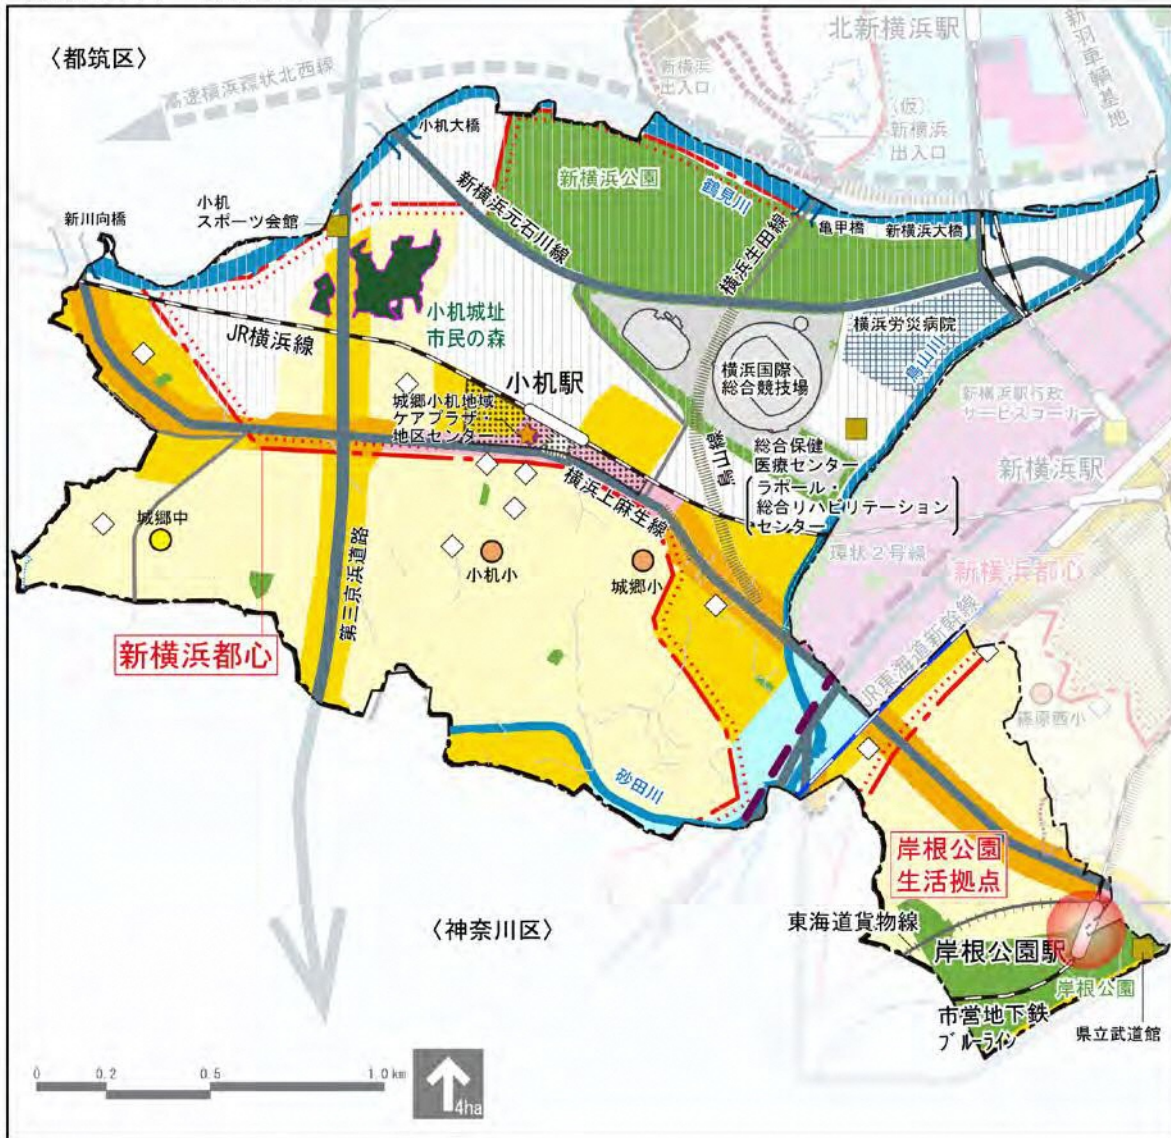 〈都筑区〉
北新横浜駅
新羽車輌基地
高速横浜環状北西線
新横浜
出入口
(仮)
新横浜
出入口
小机大橋
新横浜公園
鶴見川
小机
スポーツ会館
新川向橋
新横浜元石川線
横浜生田線
亀甲橋
新横浜大橋
小机城址
市民の森
JR横浜線
横浜労災病院
鳥山川
小机駅
横浜国際
総合競技場
城郷小机地域
ケアプラザ・
地区センター
新横浜駅行政
サービスコーナー
新横浜駅
総合保健
医療センター
ラポール・
総合リハビリテーション
センター
鳥山線
横浜上麻生線
環状2号線
新横浜都心
城郷中
小机小
城郷小
第三京浜道路
新横浜都心
JR東海道新幹線
篠原西小
砂田川
岸根公園
生活拠点
〈神奈川区〉
東海道貨物線
岸根公園駅
岸根公園
市営地下鉄
ブルーライン
県立武道館
0 0.2 0.5 1.0km
4ha